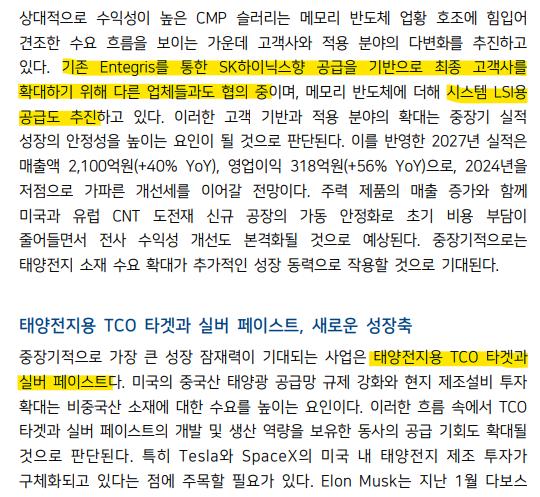 상대적으로 수익성이 높은 CMP 슬러리는 메모리 반도체 업황 호조에 힘입어
견조한 수요 흐름을 보이는 가운데 고객사와 적용 분야의 다변화를 추진하고
있다. 기존 Entegris를 통한 SK하이닉스향 공급을 기반으로 최종 고객사를
확대하기 위해 다른 업체들과도 협의 중이며, 메모리 반도체에 더해 시스템 LSI용
공급도 추진하고 있다. 이러한 고객 기반과 적용 분야의 확대는 중장기 실적
성장의 안정성을 높이는 요인이 될 것으로 판단된다. 이를 반영한 2027년 실적은
매출액 2,100억원(+40% YoY), 영업이익 318억원(+56% YoY)으로, 2024년을
저점으로 가파른 개선세를 이어갈 전망이다. 주력 제품의 매출 증가와 함께
미국과 유럽 CNT 도전재 신규 공장의 가동 안정화로 초기 비용 부담이
줄어들면서 전사 수익성 개선도 본격화될 것으로 예상된다. 중장기적으로는
태양전지 소재 수요 확대가 추가적인 성장 동력으로 작용할 것으로 기대된다.
태양전지용 TCO 타겟과 실버 페이스트, 새로운 성장축
중장기적으로 가장 큰 성장 잠재력이 기대되는 사업은 태양전지용 TCO 타겟과
실버 페이스트다. 미국의 중국산 태양광 공급망 규제 강화와 현지 제조설비 투자
확대는 비중국산 소재에 대한 수요를 높이는 요인이다. 이러한 흐름 속에서 TCO
타겟과 실버 페이스트의 개발 및 생산 역량을 보유한 동사의 공급 기회도 확대될
것으로 판단된다. 특히 Tesla와 SpaceX의 미국 내 태양전지 제조 투자가
구체화되고 있다는 점에 주목할 필요가 있다. Elon Musk는 지난 1월 다보스